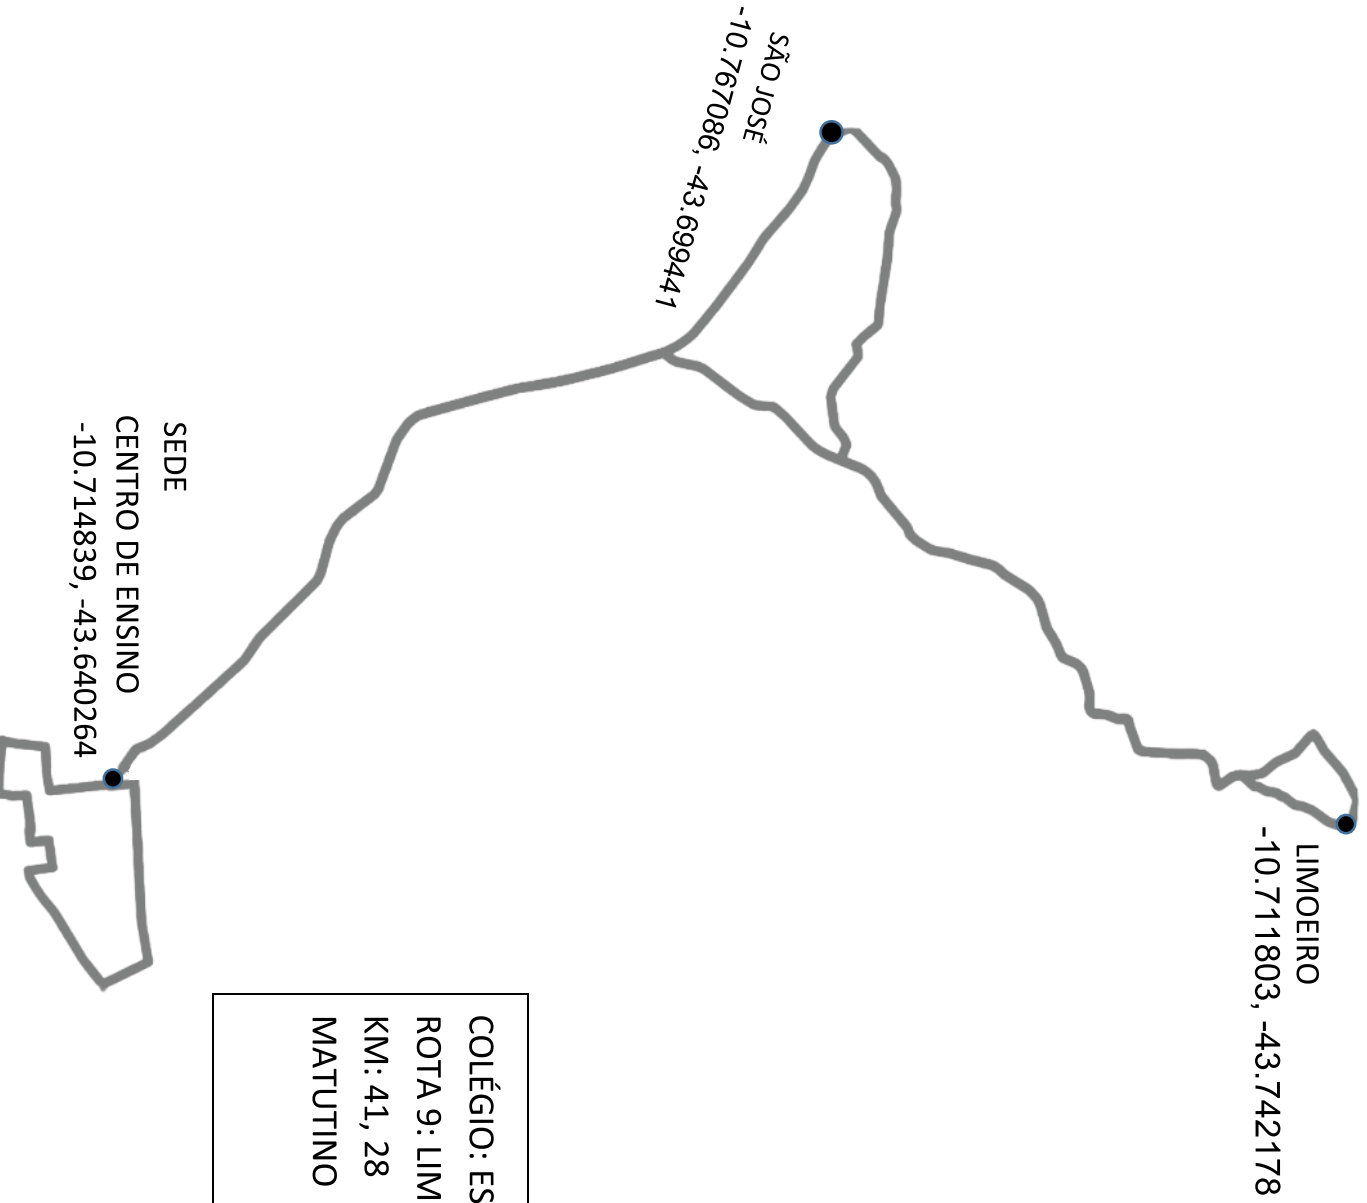 SÃO JOSÉ
-10.767086, -43.699441
SEDE
CENTRO DE ENSINO
-10.714839, -43.640264
LIMOEIRO
-10.711803, -43.742178
COLÉGIO: ES
ROTA 9: LIM
KM: 41, 28
MATUTINO